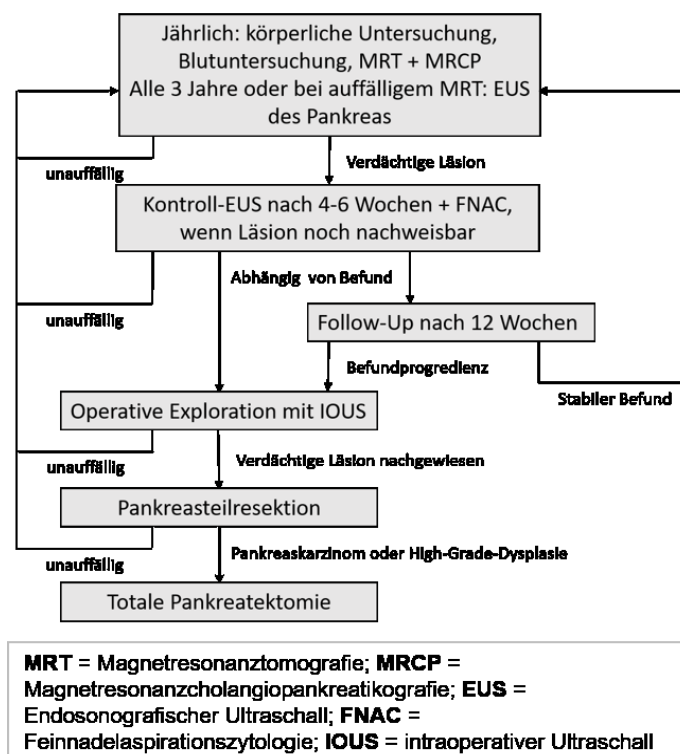 Jährlich: körperliche Untersuchung,
Blutuntersuchung, MRT + MRCP
Alle 3 Jahre oder bei auffälligem MRT: EUS
des Pankreas
unauffällig
Verdächtige Läsion
Kontroll-EUS nach 4-6 Wochen + FNAC,
wenn Läsion noch nachweisbar
Abhängig von Befund
unauffällig
Follow-Up nach 12 Wochen
Befundprogredienz
Stabiler Befund
Operative Exploration mit IOUS
unauffällig
Verdächtige Läsion nachgewiesen
Pankreasteilresektion
unauffällig
Pankreaskarzinom oder High-Grade-Dysplasie
Totale Pankreatektomie
MRT = Magnetresonanztomografie; MRCP =
Magnetresonanzcholangiopankreatikografie; EUS =
Endosonografischer Ultraschall; FNAC =
Feinnadelaspirationszytologie; IOUS = intraoperativer Ultraschall